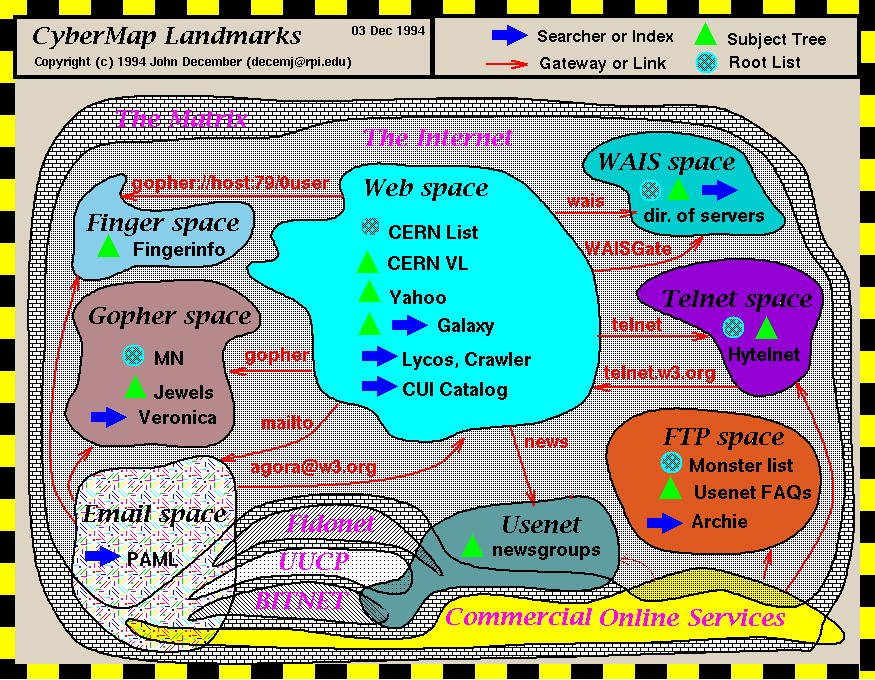 CyberMap Landmarks
03 Dec 1994
Copyright (c) 1994 John December (decemj@rpi.edu)
Searcher or Index
Subject Tree
Gateway or Link
Root List
The Matrix
The Internet
WAIS space
dir. of servers
gopher://host:79/0user
Web space
wais
Finger space
Fingerinfo
CERN List
WAISGate
CERN VL
Yahoo
Galaxy
Lycos, Crawler
CUI Catalog
Telnet space
Hytelnet
telnet
telnet.w3.org
Gopher space
MN
Jewels
Veronica
gopher
mailto
agora@w3.org
news
FTP space
Monster list
Usenet FAQs
Archie
Email space
PAML
Fidonet
UUCP
BITNET
Usenet
newsgroups
Commercial Online Services